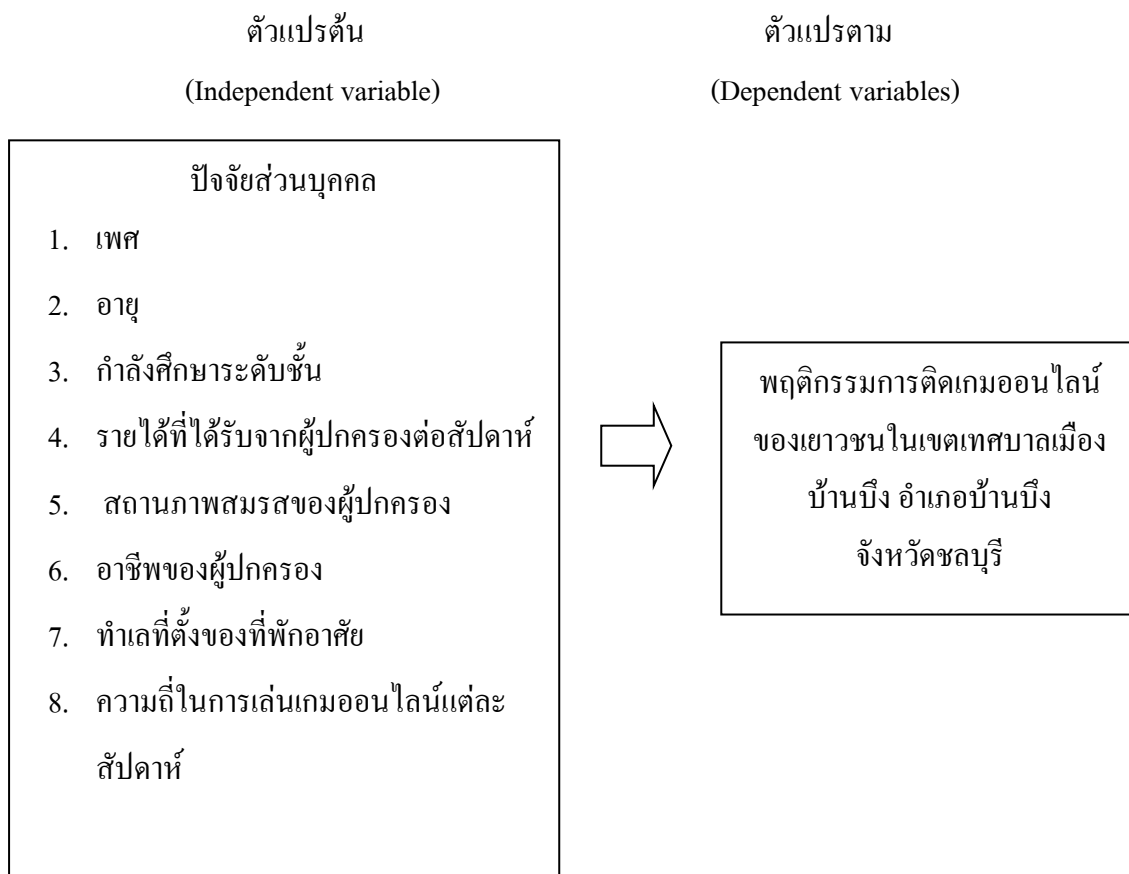 ตัวแปรต้น
(Independent variable)
ตัวแปรตาม
(Dependent variables)
ปัจจัยส่วนบุคคล
1. เพศ
2. อายุ
3. กำลังศึกษาระดับชั้น
4. รายได้ที่ได้รับจากผู้ปกครองต่อสัปดาห์
5. สถานภาพสมรสของผู้ปกครอง
6. อาชีพของผู้ปกครอง
7. ทำเลที่ตั้งของที่พักอาศัย
8. ความถี่ในการเล่นเกมออนไลน์แต่ละ
สัปดาห์
พฤติกรรมการติดเกมออนไลน์
ของเยาวชนในเขตเทศบาลเมือง
บ้านบึง อำเภอบ้านบึง
จังหวัดชลบุรี